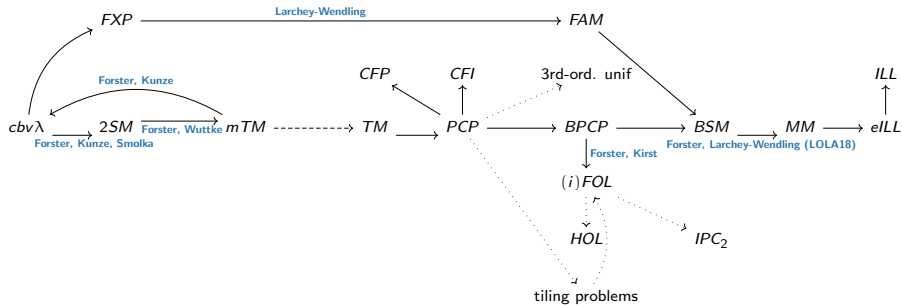 FXP
Larchey-Wendling
FAM
CFP
CFI
3rd-ord. unif
ILL
Forster, Kunze
cbvλ
2SM
mTM
TM
PCP
BPCP
BSM
MM
eILL
Forster, Wuttke
Forster, Kunze, Smolka
Forster, Larchey-Wendling (LOLA18)
Forster, Kirst
(i)FOL
HOL
IPC₂
tiling problems